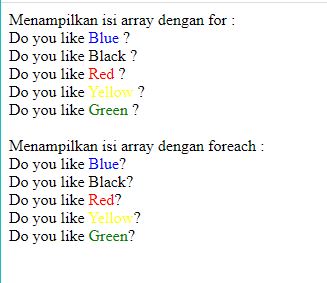 Menampilkan isi array dengan for :
Do you like Blue ?
Do you like Black ?
Do you like Red ?
Do you like Yellow ?
Do you like Green ?
Menampilkan isi array dengan foreach :
Do you like Blue?
Do you like Black?
Do you like Red?
Do you like Yellow?
Do you like Green?